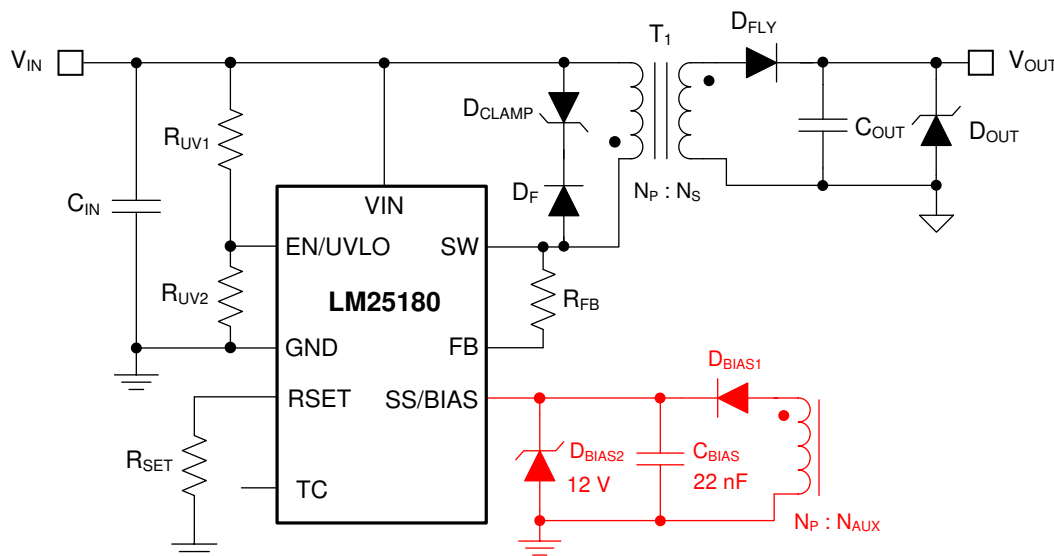 T1
DFLY
VIN
VOUT
DCLAMP
RUV1
COUT
DOUT
DF
NP : NS
CIN
VIN
EN/UVLO
SW
RUV2
LM25180
RFB
GND
FB
DBIAS1
RSET
SS/BIAS
RSET
DBIAS2
12 V
CBIAS
22 nF
TC
NP : NAUX